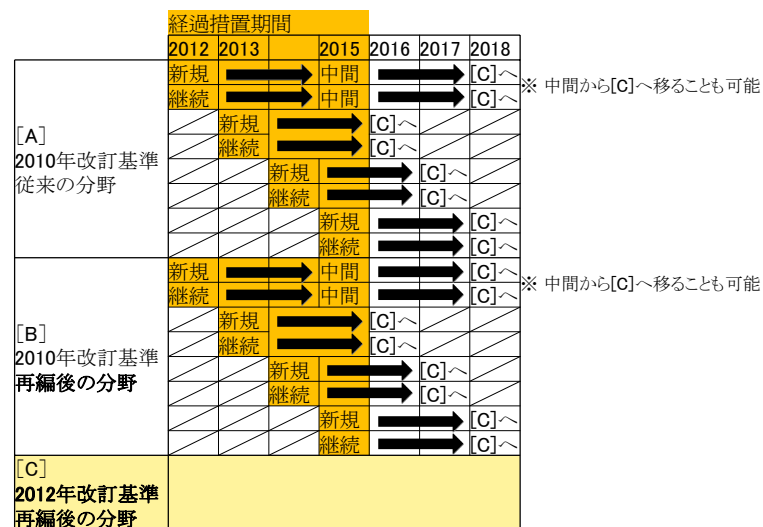 経過措置期間
2012 2013 2015 2016 2017 2018
新規 中間 [C]へ
※ 中間から[C]へ移ることも可能
継続 中間 [C]へ
新規 [C]へ
継続 [C]へ
[A]
2010年改訂基準
従来の分野
新規 [C]へ
継続 [C]へ
新規 [C]へ
継続 [C]へ
新規 中間 [C]へ
※ 中間から[C]へ移ることも可能
継続 中間 [C]へ
新規 [C]へ
継続 [C]へ
[B]
2010年改訂基準
再編後の分野
新規 [C]へ
継続 [C]へ
新規 [C]へ
継続 [C]へ
[C]
2012年改訂基準
再編後の分野